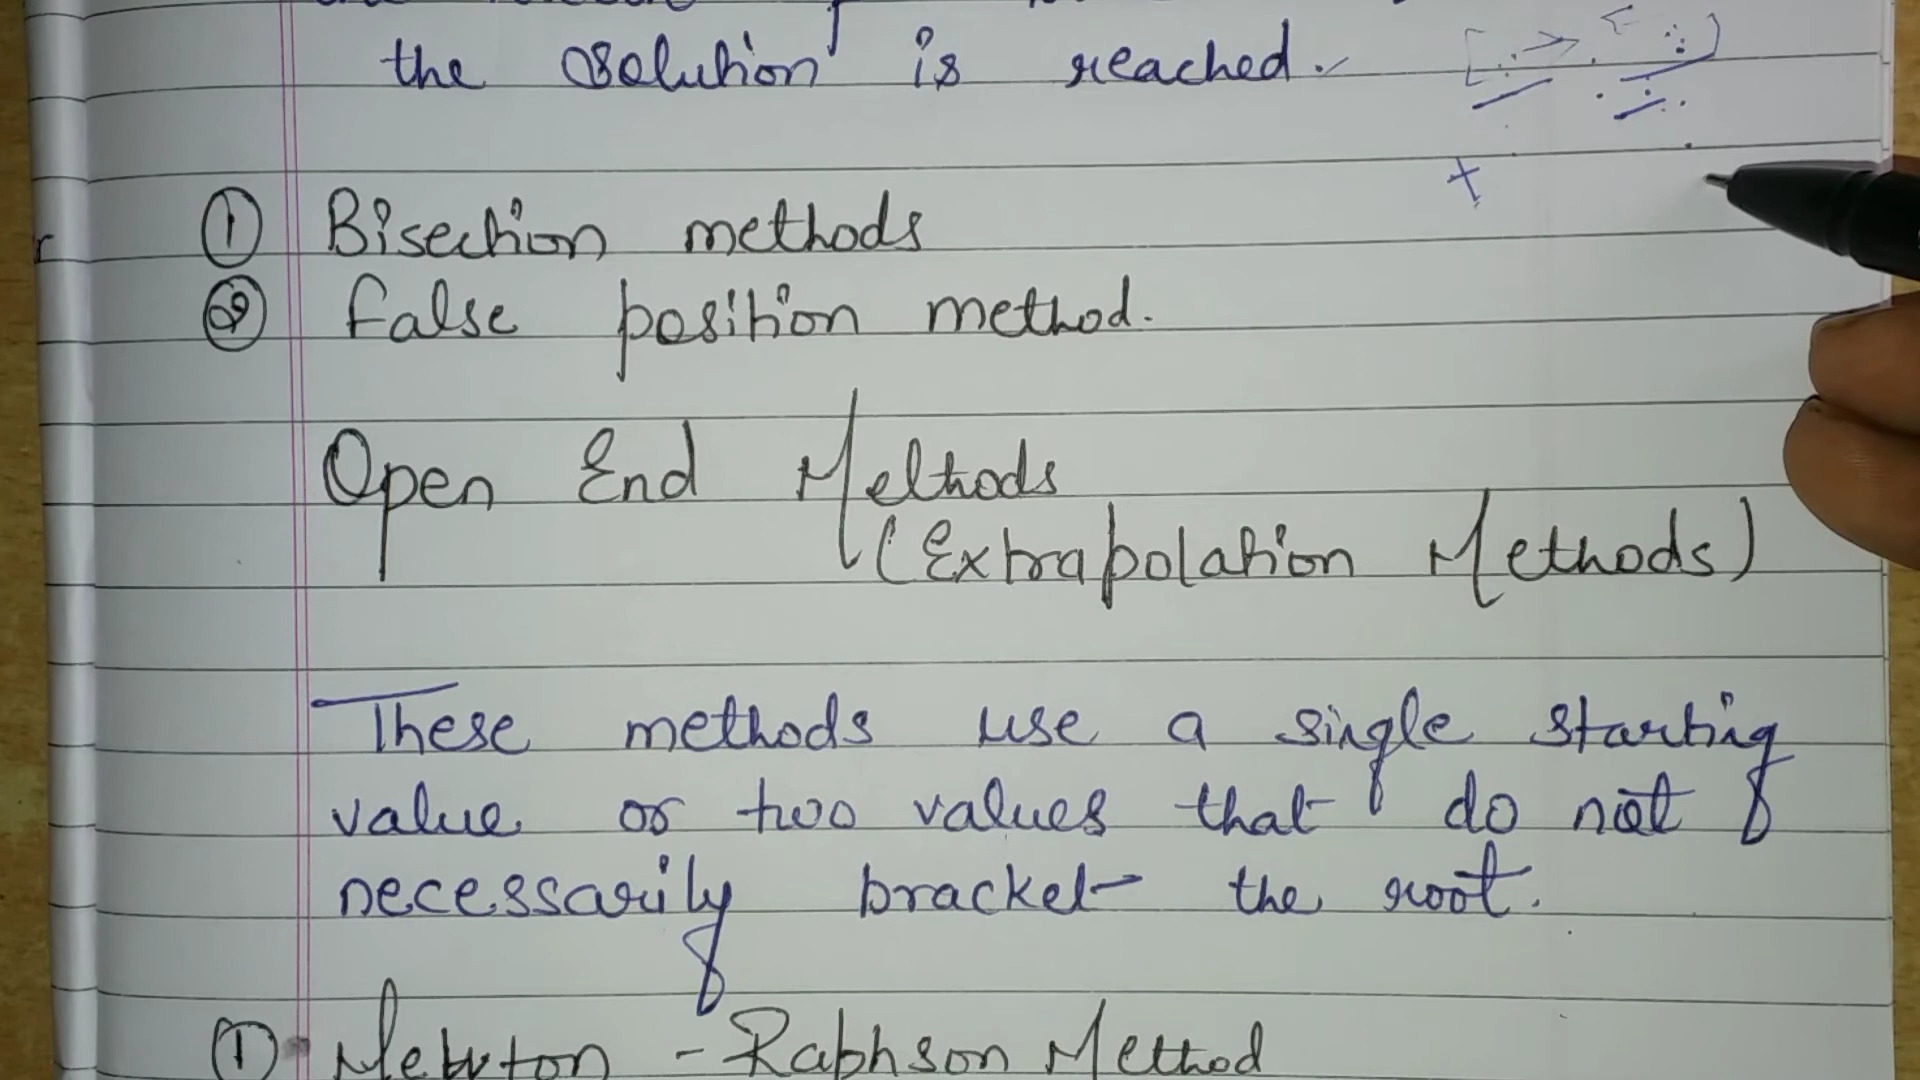 the solution is reached.
① Bisection methods
② False position method.
Open End Methods
(Extrapolation Methods)
These methods use a single starting
value or two values that do not
necessarily bracket the root.
① Newton - Raphson Method